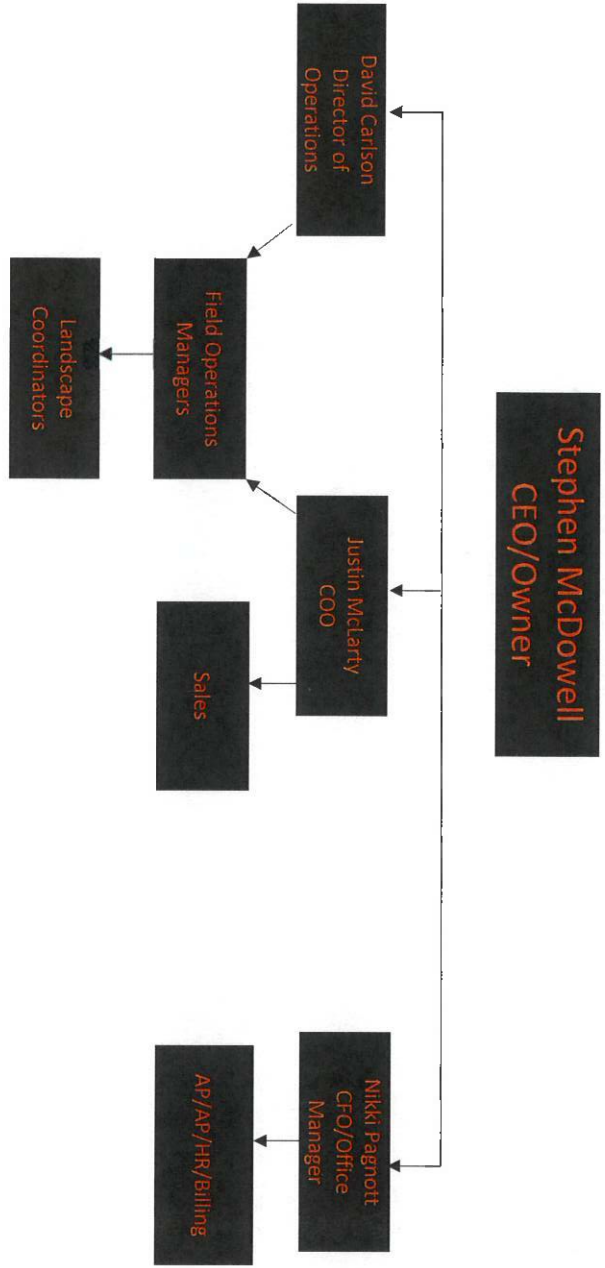 Stephen McDowell
CEO/Owner
David Carlson
Director of
Operations
Justin McLarty
COO
Nikki Pagnott
CFO/Office
Manager
Field Operations
Managers
Sales
AP/AP/HR/Billing
Landscape
Coordinators